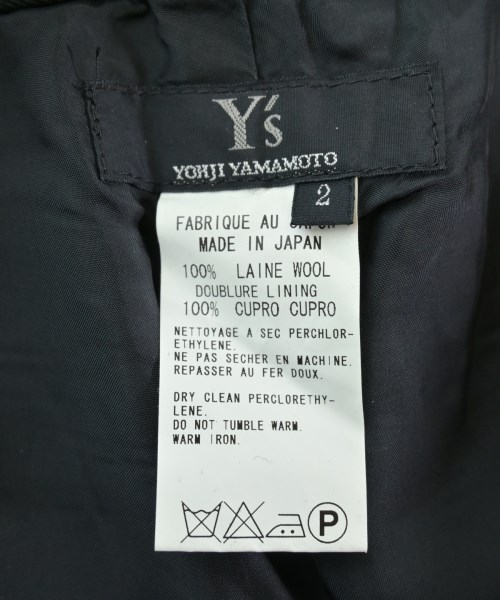 Y's
YOHJI YAMAMOTO
2
FABRIQUE AU
MADE IN JAPAN
100% LAINE WOOL
DOUBLURE LINING
100% CUPRO CUPRO
NETTOYAGE A SEC PERCHLOR-
ETHYLENE.
NE PAS SECHER EN MACHINE.
REPASSER AU FER DOUX.
DRY CLEAN PERCLORETHY-
LENE.
DO NOT TUMBLE WARM.
WARM IRON.
P